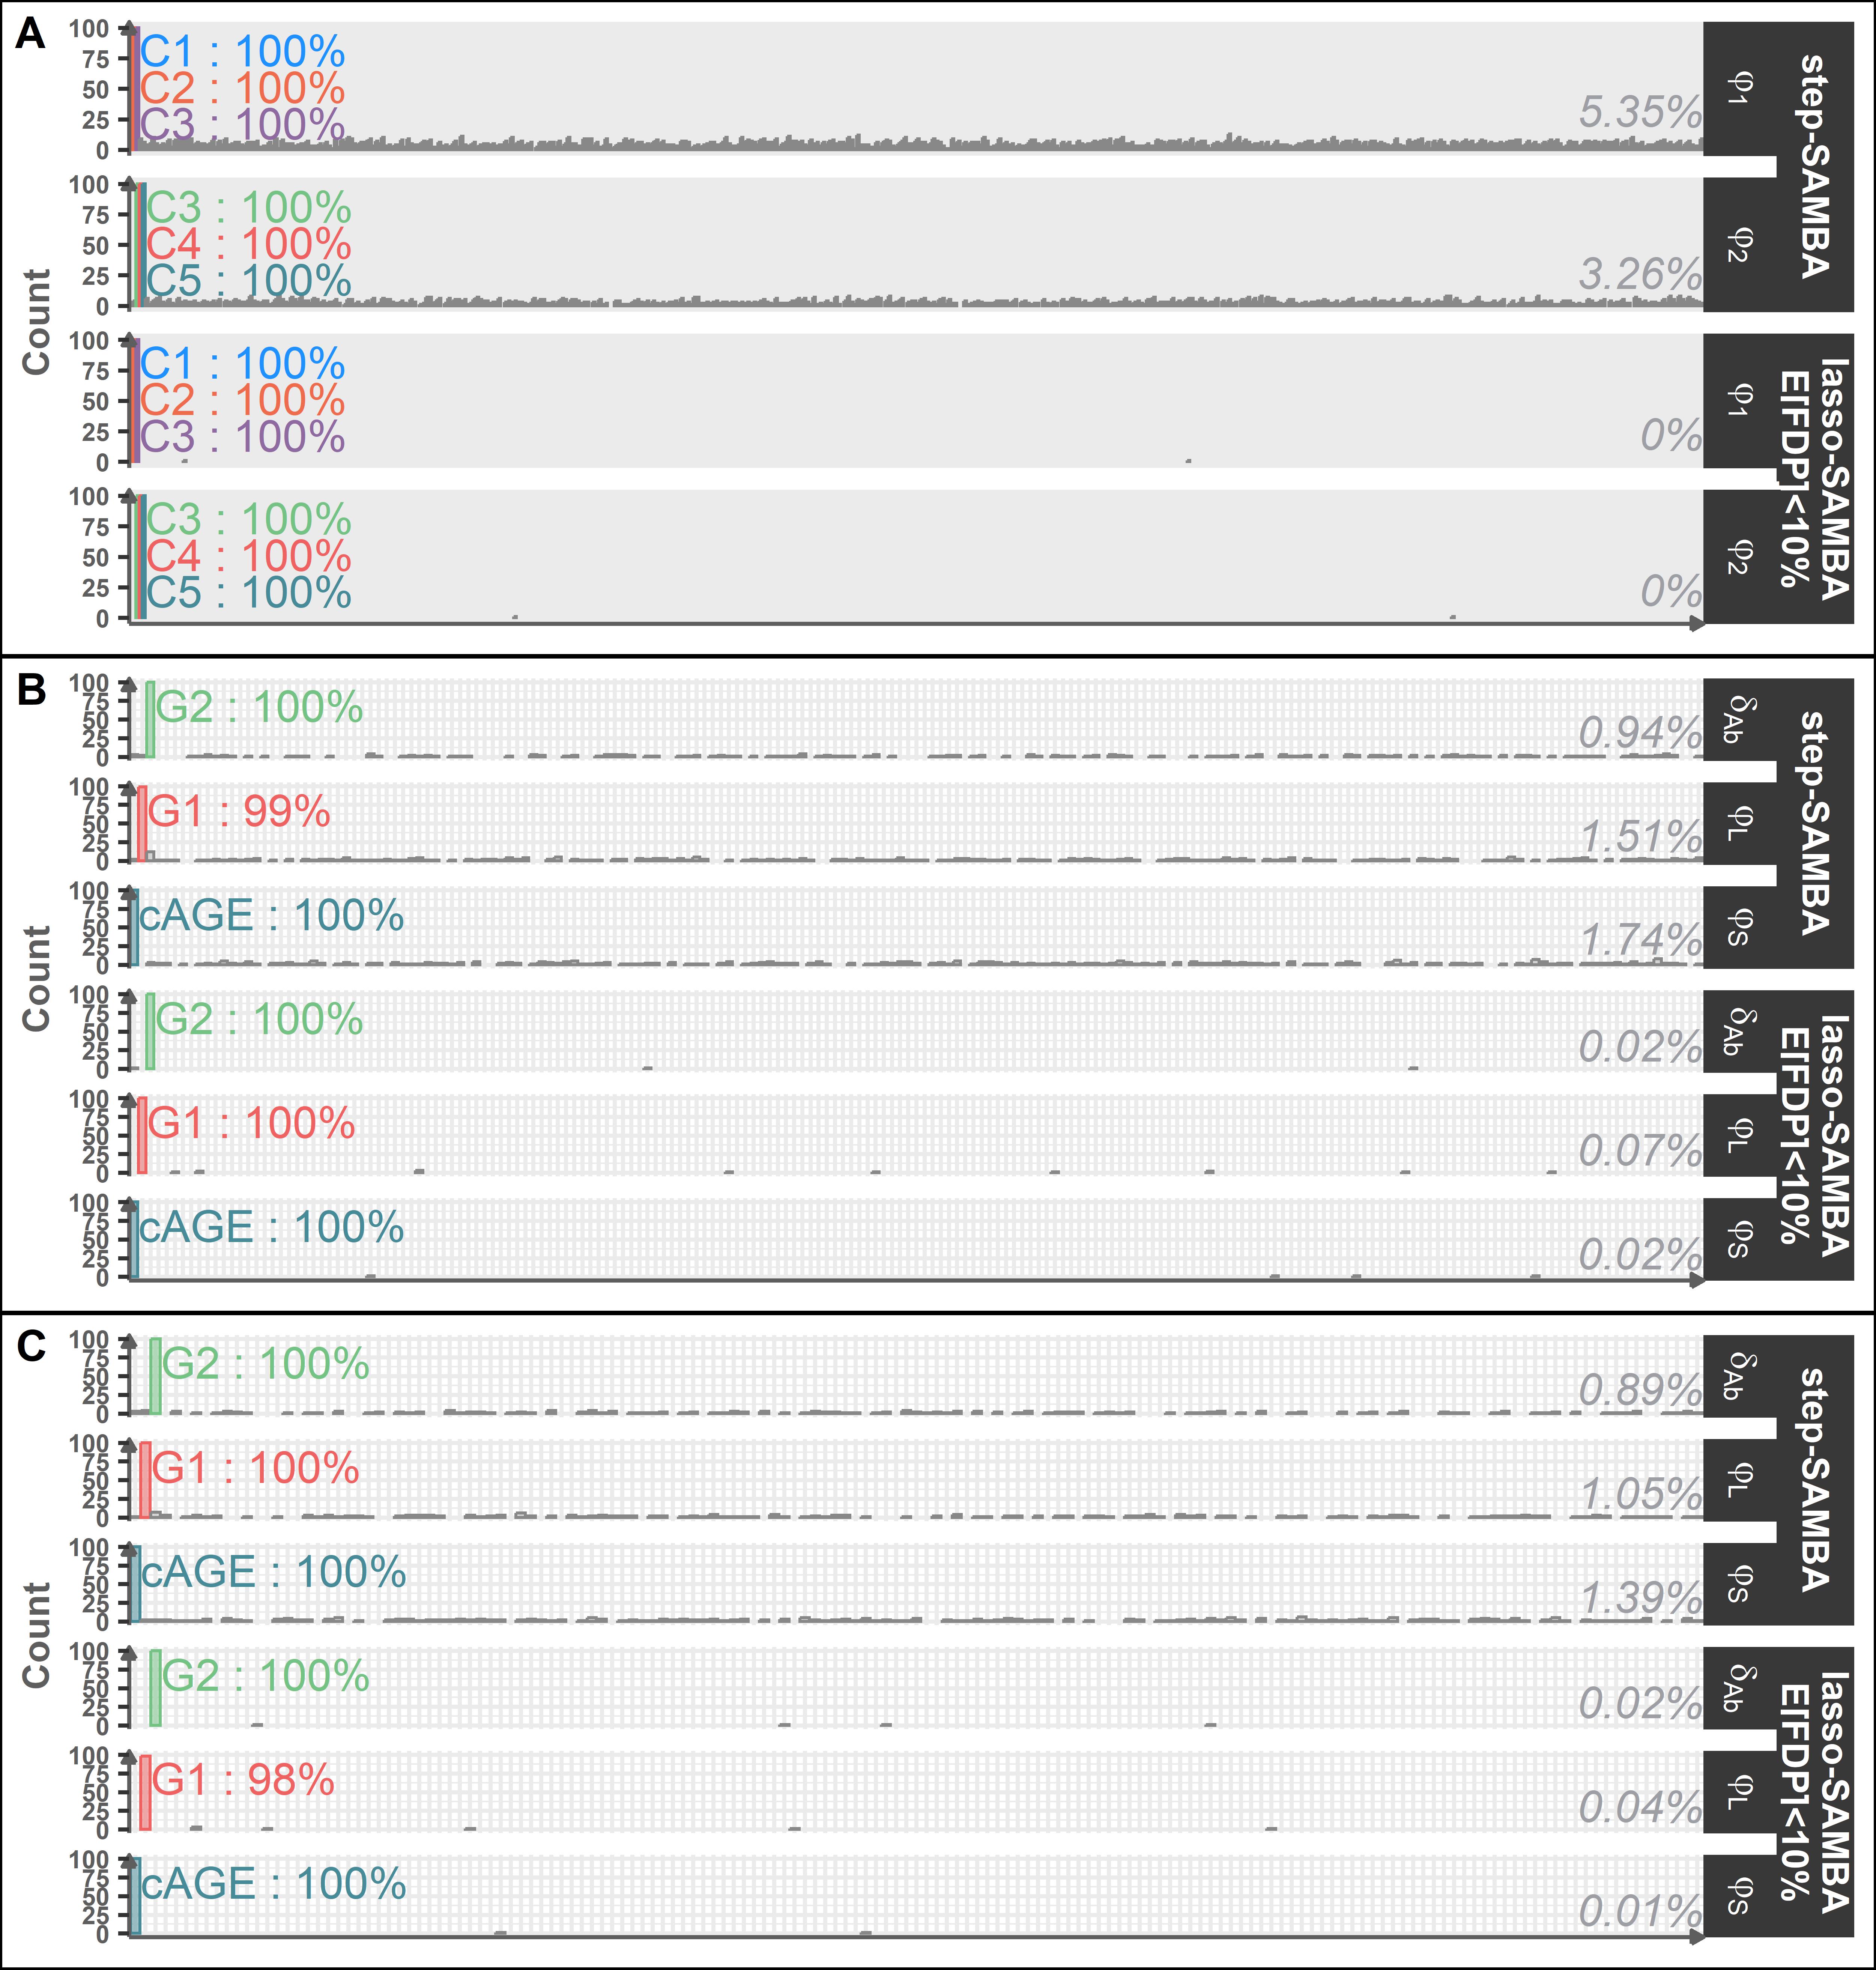 A
Count
100
75
50
25
0
C1 : 100%
C2 : 100%
C3 : 100%
5.35%
φ1
step-SAMBA
100
75
50
25
0
C3 : 100%
C4 : 100%
C5 : 100%
3.26%
φ2
100
75
50
25
0
C1 : 100%
C2 : 100%
C3 : 100%
0%
φ1
lasso-SAMBA
E[FDP]<10%
100
75
50
25
0
C3 : 100%
C4 : 100%
C5 : 100%
0%
φ2
B
Count
100
75
50
25
0
G2 : 100%
0.94%
δAb
step-SAMBA
100
75
50
25
0
G1 : 99%
1.51%
φL
100
75
50
25
0
cAGE : 100%
1.74%
φS
100
75
50
25
0
G2 : 100%
0.02%
δAb
lasso-SAMBA
E[FDP]<10%
100
75
50
25
0
G1 : 100%
0.07%
φL
100
75
50
25
0
cAGE : 100%
0.02%
φS
C
Count
100
75
50
25
0
G2 : 100%
0.89%
δAb
step-SAMBA
100
75
50
25
0
G1 : 100%
1.05%
φL
100
75
50
25
0
cAGE : 100%
1.39%
φS
100
75
50
25
0
G2 : 100%
0.02%
δAb
lasso-SAMBA
E[FDP]<10%
100
75
50
25
0
G1 : 98%
0.04%
φL
100
75
50
25
0
cAGE : 100%
0.01%
φS